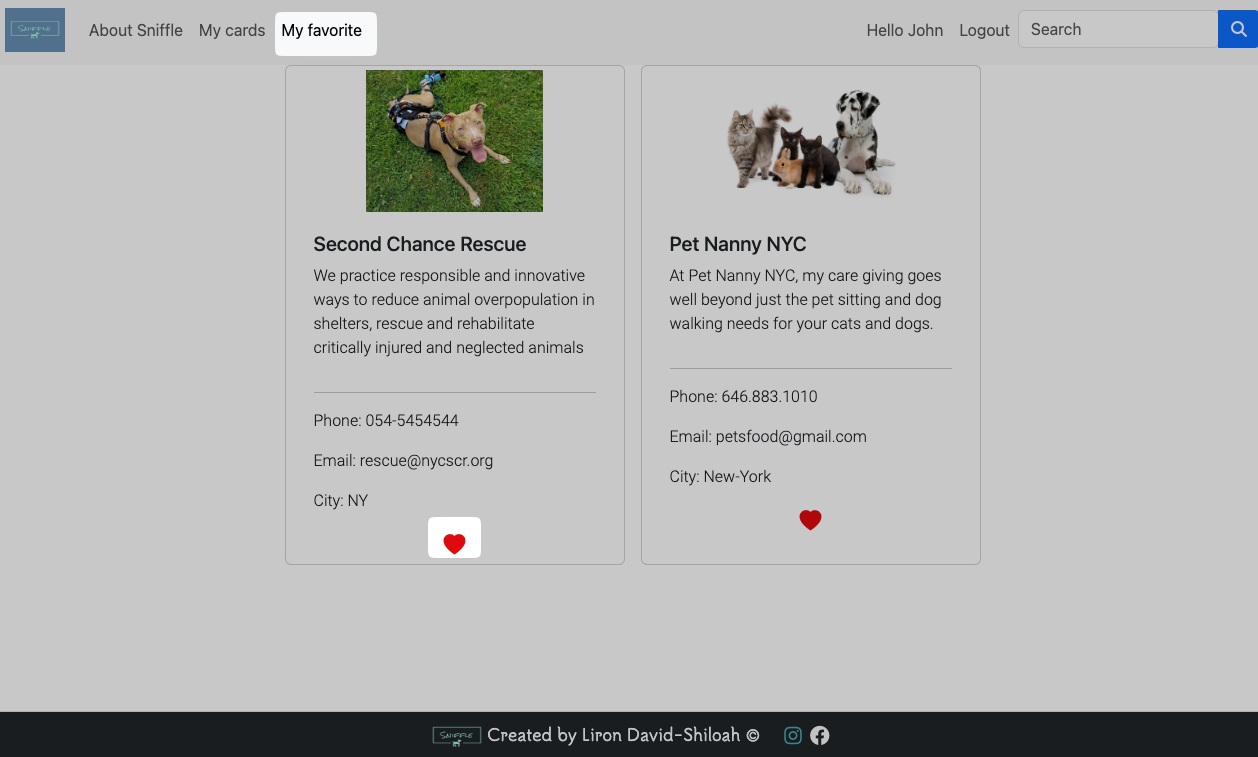 SNIFFLE
About Sniffle My cards My favorite Hello John Logout Search
Second Chance Rescue
We practice responsible and innovative
ways to reduce animal overpopulation in
shelters, rescue and rehabilitate
critically injured and neglected animals
Phone: 054-5454544
Email: rescue@nycscr.org
City: NY
Pet Nanny NYC
At Pet Nanny NYC, my care giving goes
well beyond just the pet sitting and dog
walking needs for your cats and dogs.
Phone: 646.883.1010
Email: petsfood@gmail.com
City: New-York
SNIFFLE Created by Liron David-Shiloah ©